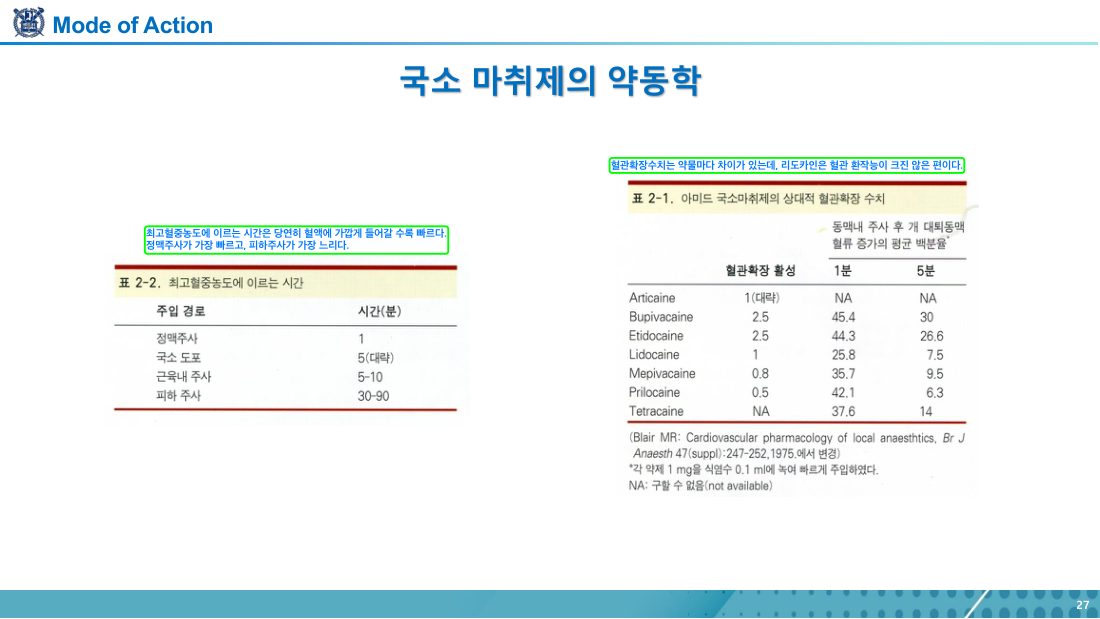 Mode of Action
국소 마취제의 약동학
최고혈중농도에 이르는 시간은 당연히 혈액에 가깝게 들어갈 수록 빠르다.
정맥주사가 가장 빠르고, 피하주사가 가장 느리다.
표 2-2. 최고혈중농도에 이르는 시간
주입 경로 시간(분)
정맥주사 1
국소 도포 5(대략)
근육내 주사 5-10
피하 주사 30-90
혈관확장수치는 약물마다 차이가 있는데, 리도카인은 혈관 환작능이 크진 않은 편이다.
표 2-1. 아미드 국소마취제의 상대적 혈관확장 수치
동맥내 주사 후 개 대퇴동맥
혈류 증가의 평균 백분율*
혈관확장 활성 1분 5분
Articaine 1(대략) NA NA
Bupivacaine 2.5 45.4 30
Etidocaine 2.5 44.3 26.6
Lidocaine 1 25.8 7.5
Mepivacaine 0.8 35.7 9.5
Prilocaine 0.5 42.1 6.3
Tetracaine NA 37.6 14
(Blair MR: Cardiovascular pharmacology of local anaesthtics, Br J
Anaesth 47(suppl):247-252,1975.에서 변경)
*각 약제 1 mg을 식염수 0.1 ml에 녹여 빠르게 주입하였다.
NA: 구할 수 없음(not available)
27